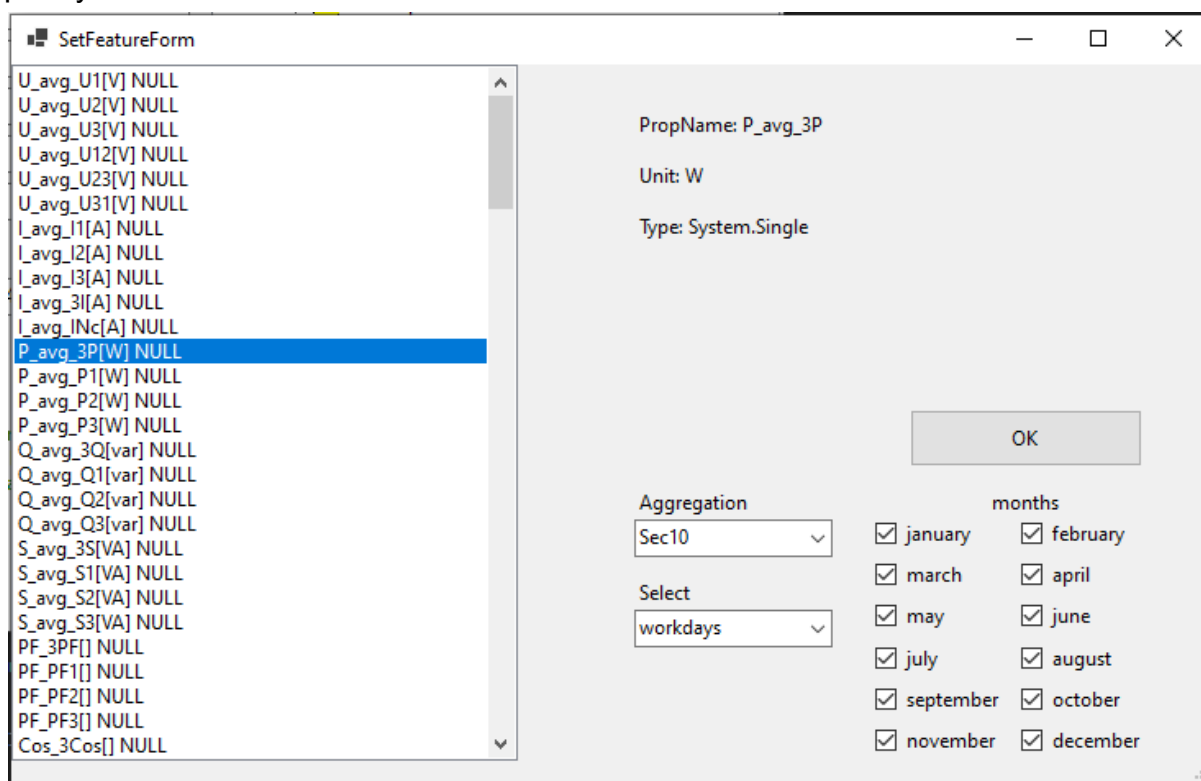 SetFeatureForm
U_avg_U1[V] NULL
U_avg_U2[V] NULL
U_avg_U3[V] NULL
U_avg_U12[V] NULL
U_avg_U23[V] NULL
U_avg_U31[V] NULL
I_avg_I1[A] NULL
I_avg_I2[A] NULL
I_avg_I3[A] NULL
I_avg_3I[A] NULL
I_avg_INc[A] NULL
P_avg_3P[W] NULL
P_avg_P1[W] NULL
P_avg_P2[W] NULL
P_avg_P3[W] NULL
Q_avg_3Q[var] NULL
Q_avg_Q1[var] NULL
Q_avg_Q2[var] NULL
Q_avg_Q3[var] NULL
S_avg_3S[VA] NULL
S_avg_S1[VA] NULL
S_avg_S2[VA] NULL
S_avg_S3[VA] NULL
PF_3PF[] NULL
PF_PF1[] NULL
PF_PF2[] NULL
PF_PF3[] NULL
Cos_3Cos[] NULL
PropName: P_avg_3P
Unit: W
Type: System.Single
OK
Aggregation
Sec10
Select
workdays
months
january february
march april
may june
july august
september october
november december